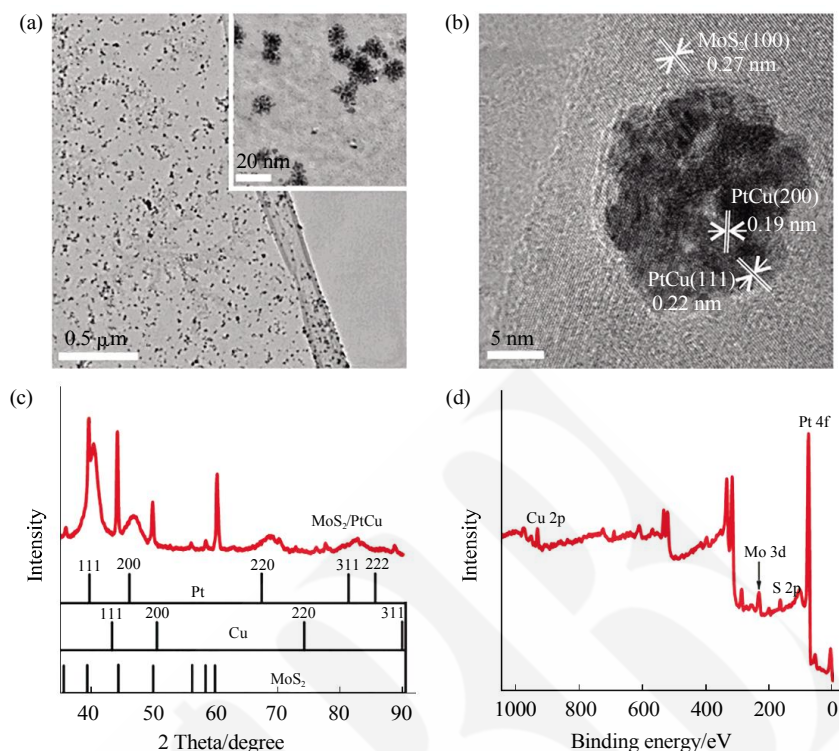 (a)
20 nm
0.5 μm
(b)
MoS₂(100)
0.27 nm
PtCu(200)
0.19 nm
PtCu(111)
0.22 nm
5 nm
(c)
Intensity
MoS₂/PtCu
111 200 220 311 222
Pt
111 200 220 311
Cu
MoS₂
40 50 60 70 80 90
2 Theta/degree
(d)
Intensity
Pt 4f
Cu 2p
Mo 3d
S 2p
1000 800 600 400 200 0
Binding energy/eV